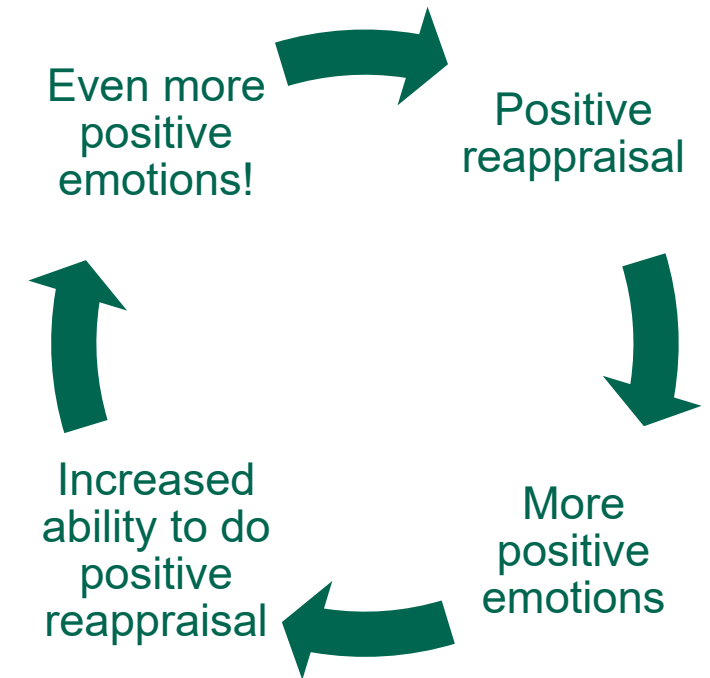 Even more
positive
emotions!
Positive
reappraisal
More
positive
emotions
Increased
ability to do
positive
reappraisal